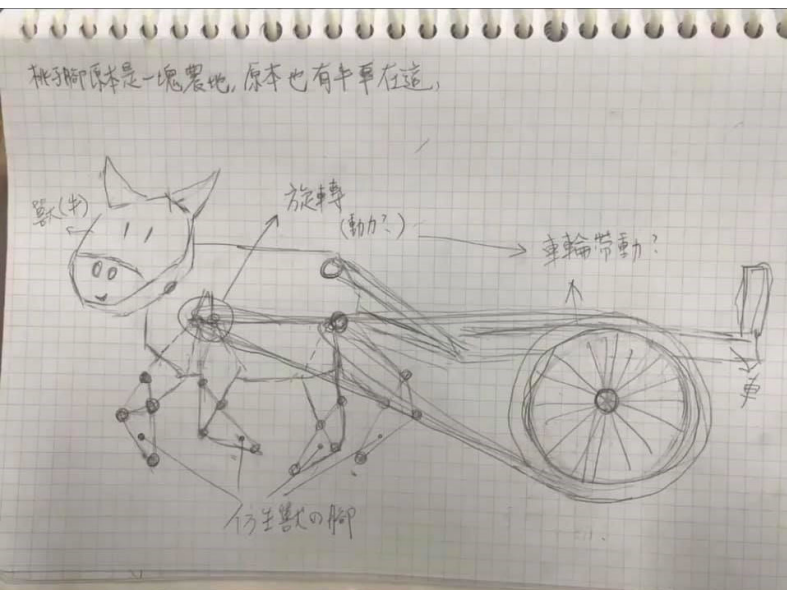 桃子腳原本是一塊農地,原本也有牛車在這,
獸(牛)
旋轉
(動力?)
車輪帶動?
車
仿生獸の腳